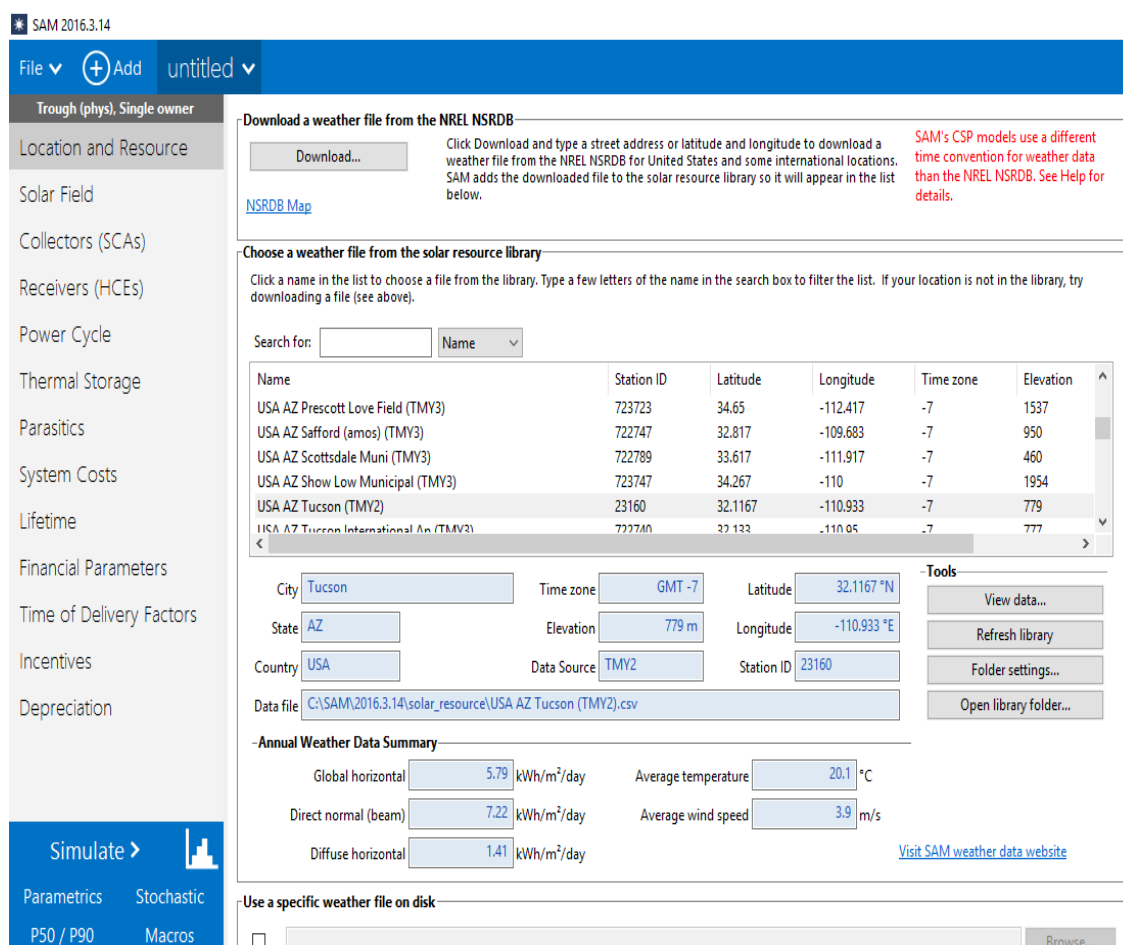 SAM 2016.3.14
File Add untitled
Trough (phys), Single owner
Location and Resource
Solar Field
Collectors (SCAs)
Receivers (HCEs)
Power Cycle
Thermal Storage
Parasitics
System Costs
Lifetime
Financial Parameters
Time of Delivery Factors
Incentives
Depreciation
Simulate >
Parametrics Stochastic
P50 / P90 Macros
Download a weather file from the NREL NSRDB
Download...
NSRDB Map
Click Download and type a street address or latitude and longitude to download a
weather file from the NREL NSRDB for United States and some international locations.
SAM adds the downloaded file to the solar resource library so it will appear in the list
below.
SAM's CSP models use a different
time convention for weather data
than the NREL NSRDB. See Help for
details.
Choose a weather file from the solar resource library
Click a name in the list to choose a file from the library. Type a few letters of the name in the search box to filter the list. If your location is not in the library, try
downloading a file (see above).
Search for: Name
Name Station ID Latitude Longitude Time zone Elevation
USA AZ Prescott Love Field (TMY3) 723723 34.65 -112.417 -7 1537
USA AZ Safford (amos) (TMY3) 722747 32.817 -109.683 -7 950
USA AZ Scottsdale Muni (TMY3) 722789 33.617 -111.917 -7 460
USA AZ Show Low Municipal (TMY3) 723747 34.267 -110 -7 1954
USA AZ Tucson (TMY2) 23160 32.1167 -110.933 -7 779
USA AZ Tucson International Ap (TMY3) 722740 32.133 -110.95 -7 777
City Tucson Time zone GMT -7 Latitude 32.1167 °N
State AZ Elevation 779 m Longitude -110.933 °E
Country USA Data Source TMY2 Station ID 23160
Data file C:\SAM\2016.3.14\solar_resource\USA AZ Tucson (TMY2).csv
Tools
View data...
Refresh library
Folder settings...
Open library folder...
Annual Weather Data Summary
Global horizontal 5.79 kWh/m²/day Average temperature 20.1 °C
Direct normal (beam) 7.22 kWh/m²/day Average wind speed 3.9 m/s
Diffuse horizontal 1.41 kWh/m²/day
Visit SAM weather data website
Use a specific weather file on disk
Browse...